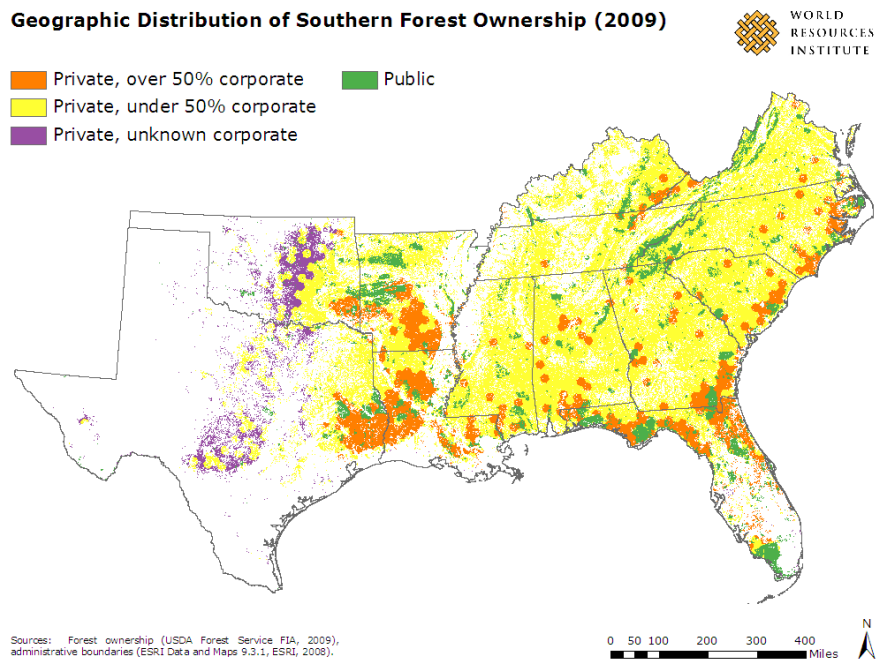 Geographic Distribution of Southern Forest Ownership (2009)
WORLD
RESOURCES
INSTITUTE
Private, over 50% corporate
Public
Private, under 50% corporate
Private, unknown corporate
N
Sources: Forest ownership (USDA Forest Service FIA, 2009),
administrative boundaries (ESRI Data and Maps 9.3.1, ESRI, 2008).
0 50 100 200 300 400
Miles